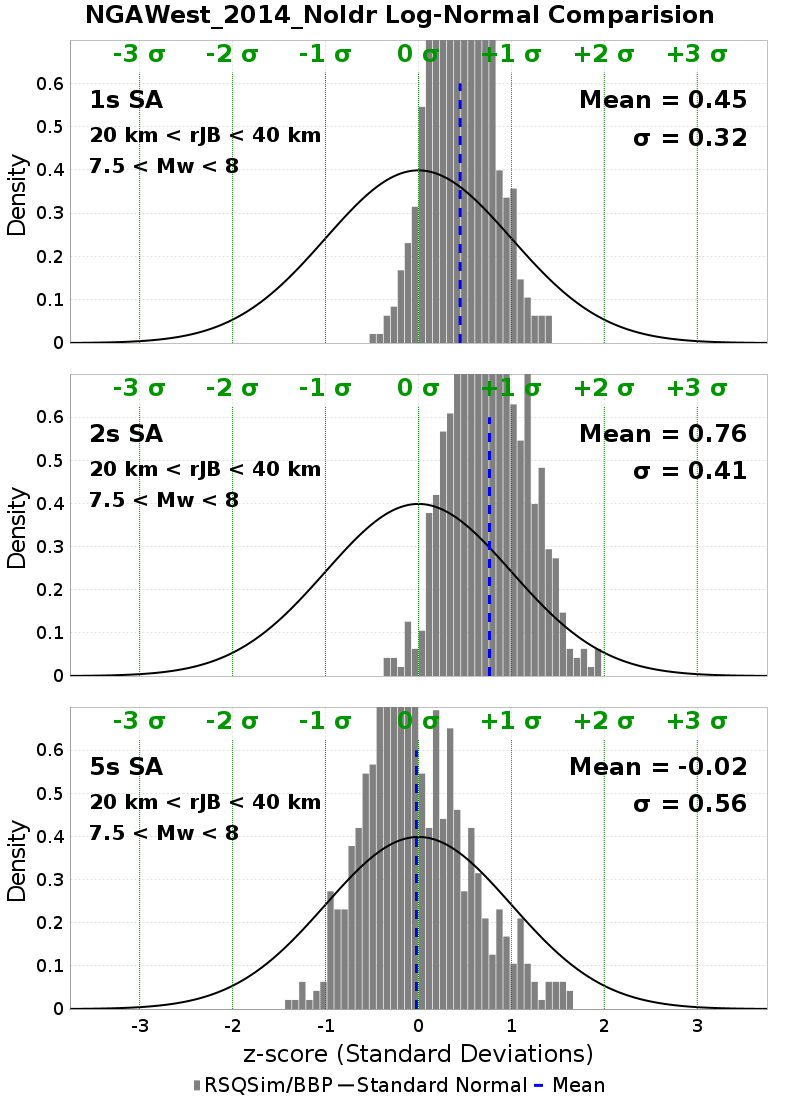 NGAWest_2014_NoIdr Log-Normal Comparision
-3 σ -2 σ -1 σ 0 σ +1 σ +2 σ +3 σ
1s SA
20 km < rJB < 40 km
7.5 < Mw < 8
Mean = 0.45
σ = 0.32
Density
0.6
0.5
0.4
0.3
0.2
0.1
0
-3 σ -2 σ -1 σ 0 σ +1 σ +2 σ +3 σ
2s SA
20 km < rJB < 40 km
7.5 < Mw < 8
Mean = 0.76
σ = 0.41
Density
0.6
0.5
0.4
0.3
0.2
0.1
0
-3 σ -2 σ -1 σ 0 σ +1 σ +2 σ +3 σ
5s SA
20 km < rJB < 40 km
7.5 < Mw < 8
Mean = -0.02
σ = 0.56
Density
0.6
0.5
0.4
0.3
0.2
0.1
0
-3 -2 -1 0 1 2 3
z-score (Standard Deviations)
RSQSim/BBP Standard Normal Mean